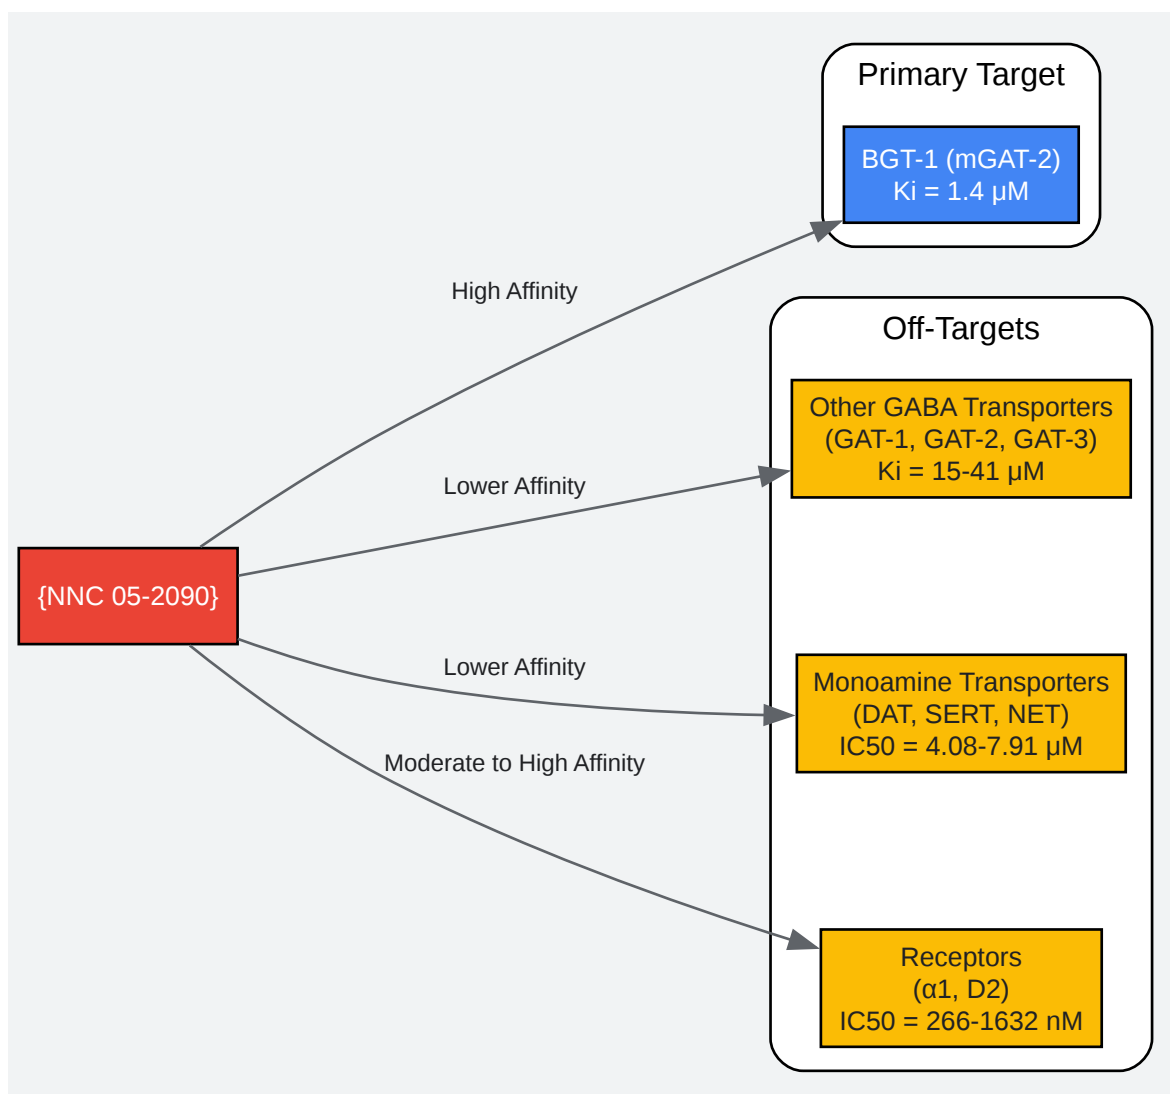 Primary Target
BGT-1 (mGAT-2)
Ki = 1.4 μM
High Affinity
Off-Targets
Other GABA Transporters
(GAT-1, GAT-2, GAT-3)
Ki = 15-41 μM
Lower Affinity
{NNC 05-2090}
Lower Affinity
Monoamine Transporters
(DAT, SERT, NET)
IC50 = 4.08-7.91 μM
Moderate to High Affinity
Receptors
(α1, D2)
IC50 = 266-1632 nM